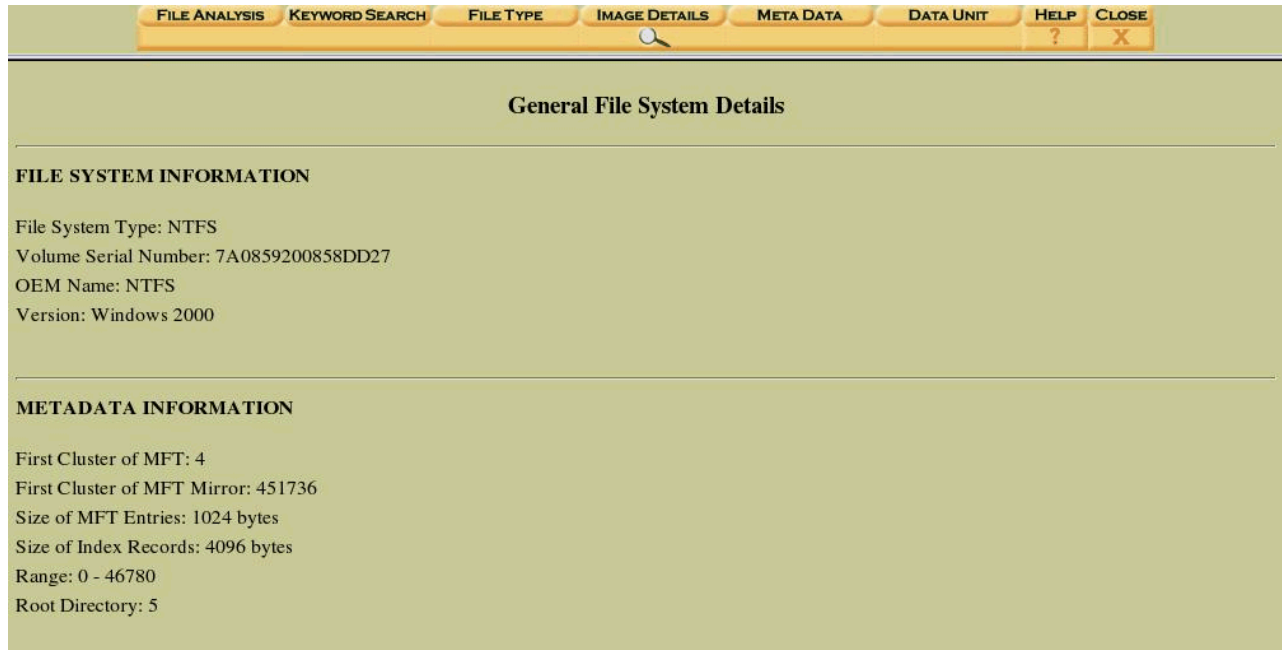 FILE ANALYSIS KEYWORD SEARCH FILE TYPE IMAGE DETAILS META DATA DATA UNIT HELP CLOSE
? X
General File System Details
FILE SYSTEM INFORMATION
File System Type: NTFS
Volume Serial Number: 7A0859200858DD27
OEM Name: NTFS
Version: Windows 2000
METADATA INFORMATION
First Cluster of MFT: 4
First Cluster of MFT Mirror: 451736
Size of MFT Entries: 1024 bytes
Size of Index Records: 4096 bytes
Range: 0 - 46780
Root Directory: 5